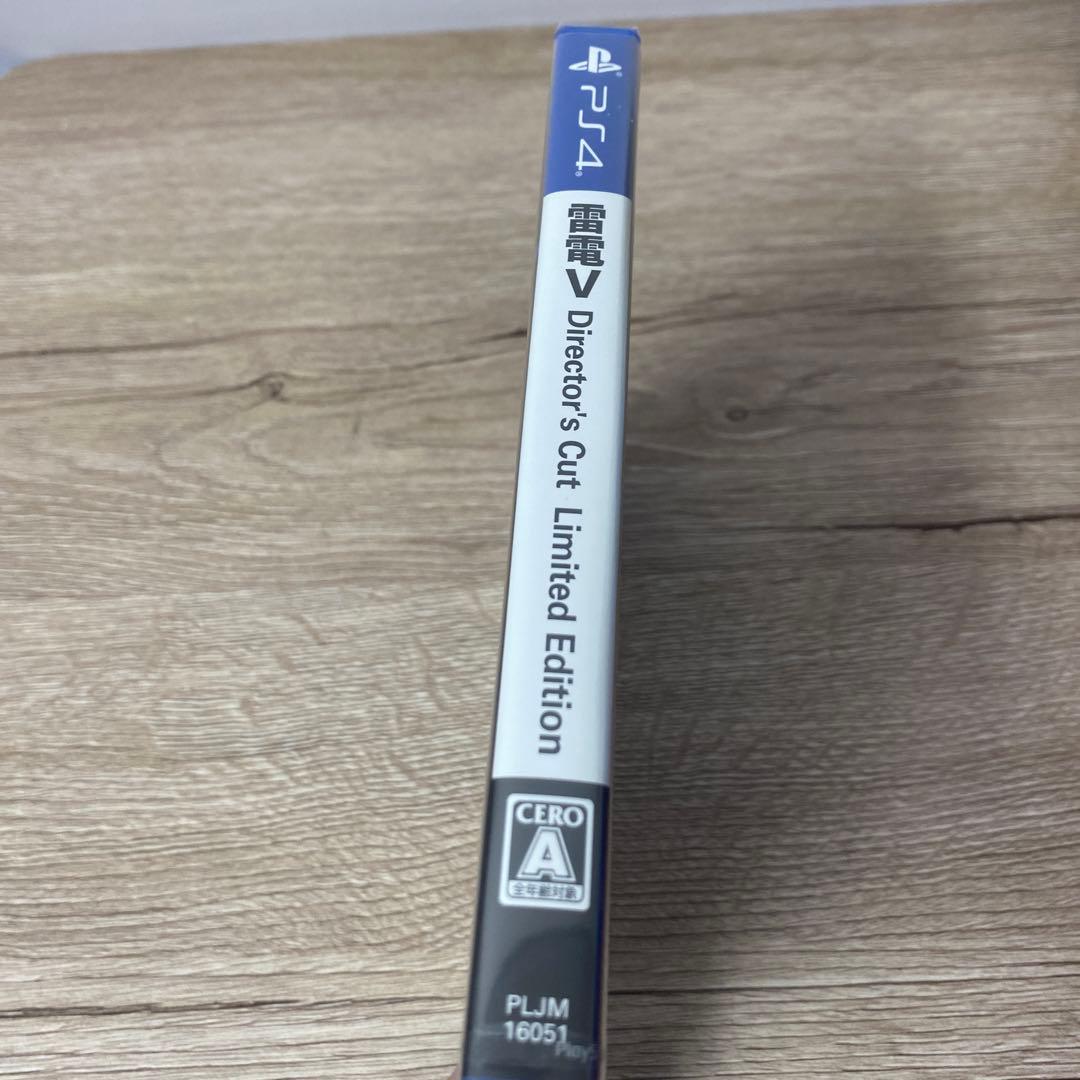 PS4
雷電V Director's Cut Limited Edition
CERO
A
全年齢対象
PLJM
16051